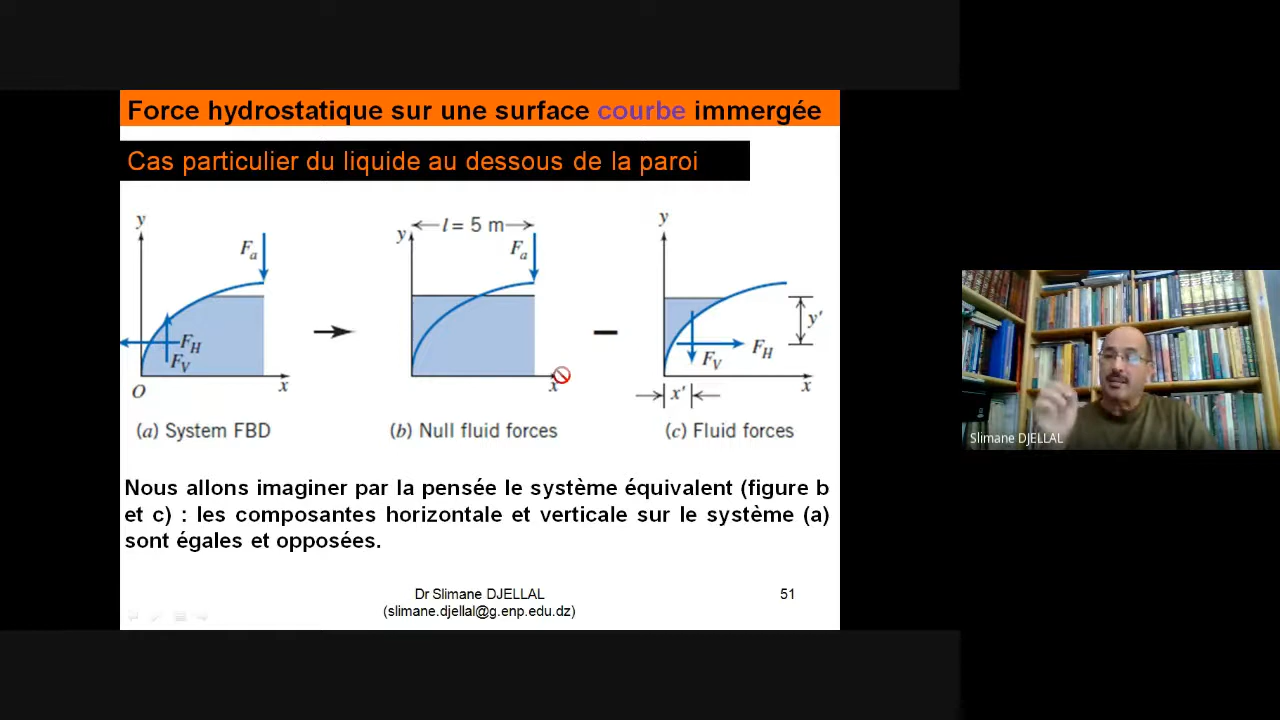 Force hydrostatique sur une surface courbe immergée
Cas particulier du liquide au dessous de la paroi
y
F_a
F_H
F_V
O
x
(a) System FBD
l = 5 m
y
F_a
x
(b) Null fluid forces
y
y'
F_H
F_V
x'
x
(c) Fluid forces
Nous allons imaginer par la pensée le système équivalent (figure b
et c) : les composantes horizontale et verticale sur le système (a)
sont égales et opposées.
Dr Slimane DJELLAL
(slimane.djellal@g.enp.edu.dz)
51
Slimane DJELLAL